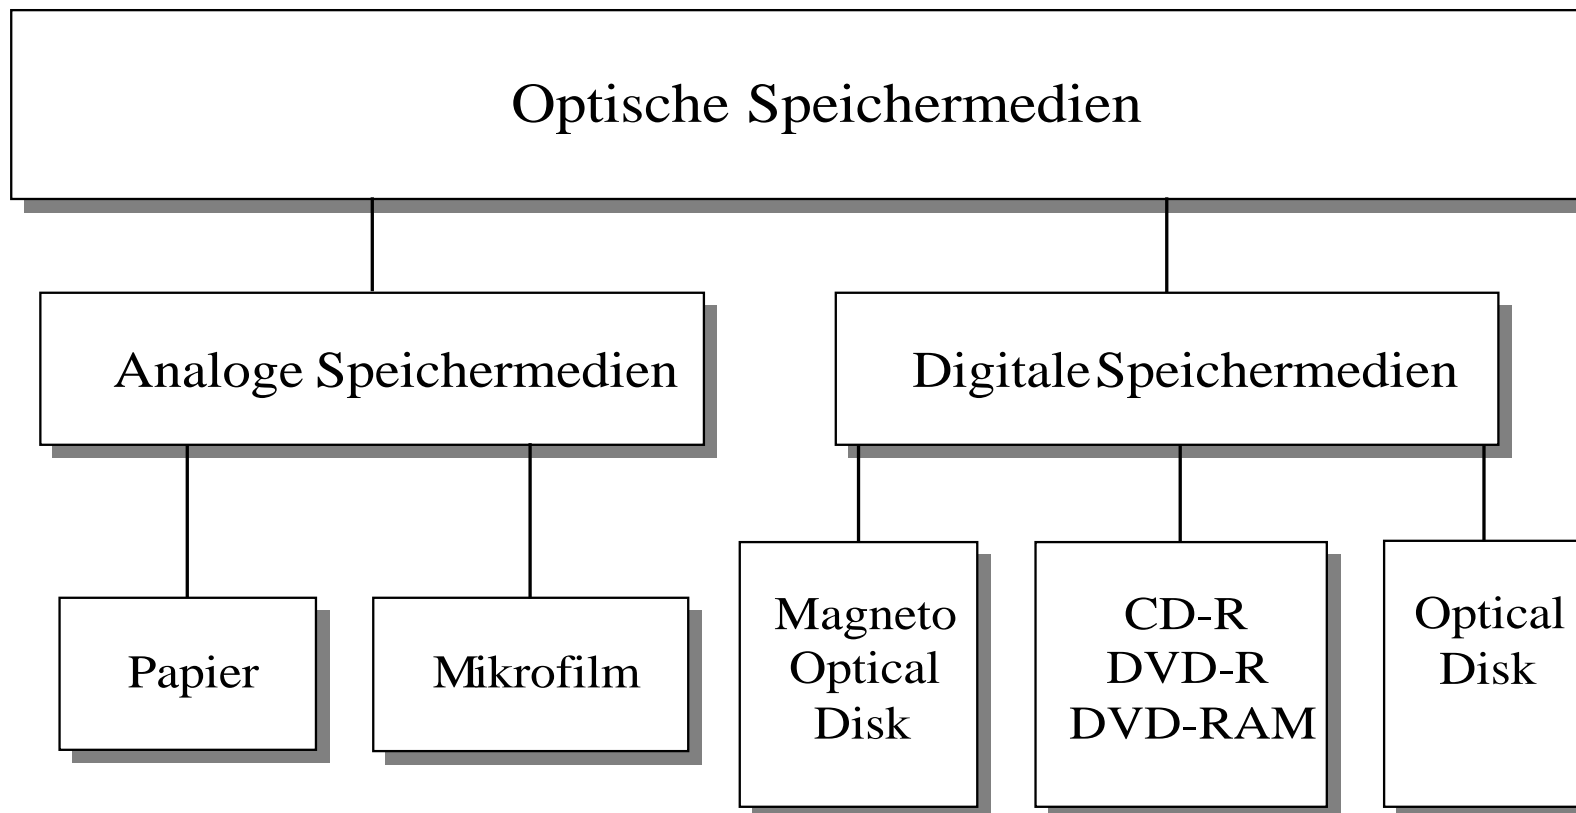 Optische Speichermedien
Analoge Speichermedien
Digitale Speichermedien
Papier
Mikrofilm
Magneto
Optical
Disk
CD-R
DVD-R
DVD-RAM
Optical
Disk